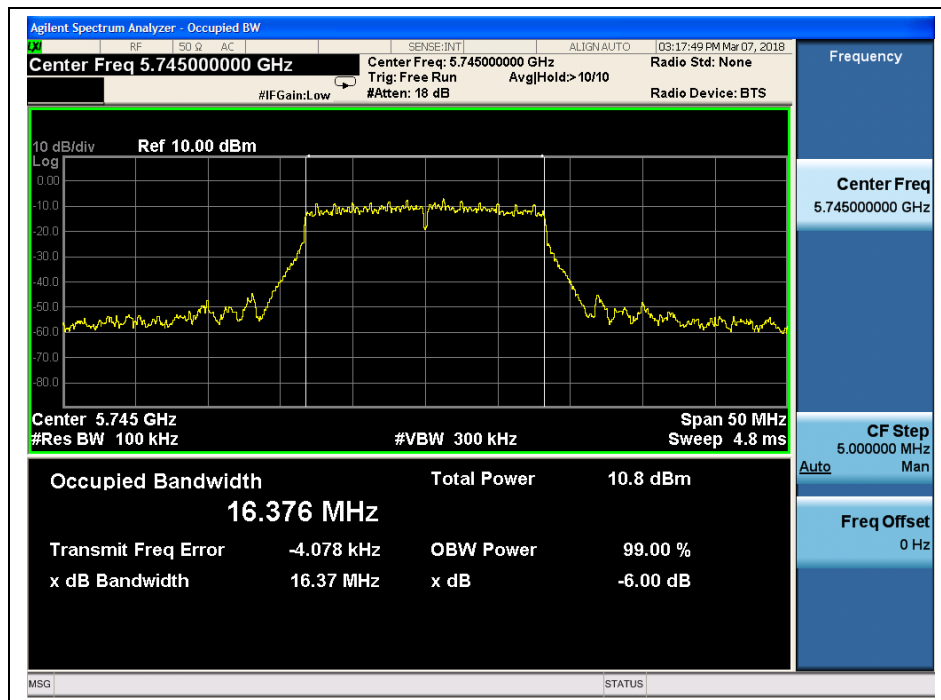 Agilent Spectrum Analyzer - Occupied BW
LXI RF 50 Ω AC SENSE:INT ALIGN AUTO 03:17:49 PM Mar 07, 2018
Center Freq 5.745000000 GHz
Center Freq: 5.745000000 GHz
Radio Std: None
Trig: Free Run Avg|Hold:> 10/10
#IFGain:Low #Atten: 18 dB Radio Device: BTS
10 dB/div Ref 10.00 dBm
Log
0.00
-10.0
-20.0
-30.0
-40.0
-50.0
-60.0
-70.0
-80.0
Center 5.745 GHz Span 50 MHz
#Res BW 100 kHz #VBW 300 kHz Sweep 4.8 ms
Occupied Bandwidth Total Power 10.8 dBm
16.376 MHz
Transmit Freq Error -4.078 kHz OBW Power 99.00 %
x dB Bandwidth 16.37 MHz x dB -6.00 dB
MSG STATUS
Frequency
Center Freq
5.745000000 GHz
CF Step
5.000000 MHz
Auto Man
Freq Offset
0 Hz